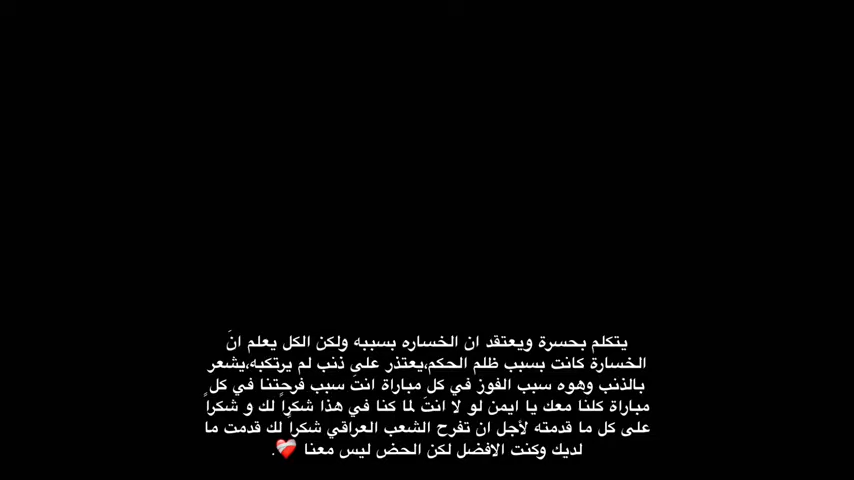 يتكلم بحسرة ويعتقد ان الخساره بسببه ولكن الكل يعلم انَ
الخسارة كانت بسبب ظلم الحكم،يعتذر على ذنب لم يرتكبه،يشعر
بالذنب وهوه سبب الفوز في كل مباراة انتَ سبب فرحتنا في كل
مباراة كلنا معك يا ايمن لو لا انتَ لما كنا في هذا شكراً لك و شكراً
على كل ما قدمته لأجل ان تفرح الشعب العراقي شكراً لك قدمت ما
لديك وكنت الافضل لكن الحض ليس معنا ❤️‍🩹.